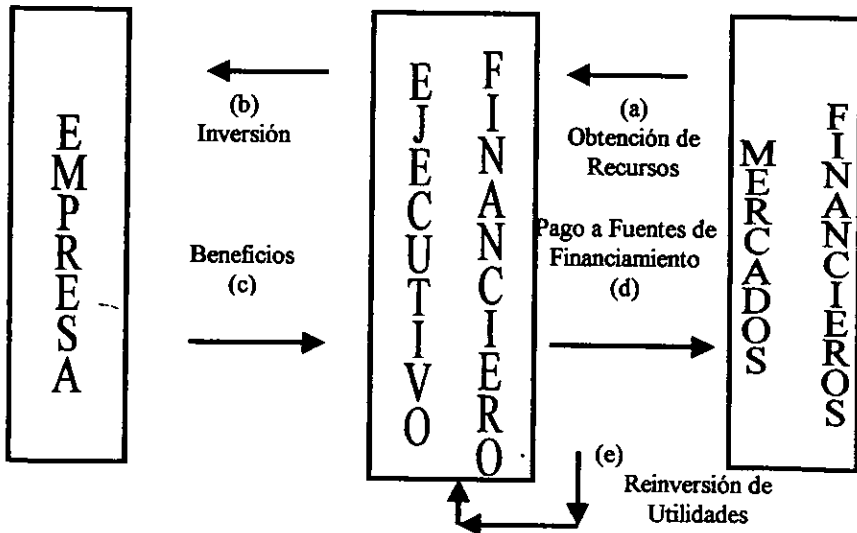 EMPRESA
(b)
Inversión
Beneficios
(c)
EJECUTIVO
FINANCIERO
(a)
Obtención de
Recursos
Pago a Fuentes de
Financiamiento
(d)
(e)
Reinversión de
Utilidades
MERCADOS
FINANCIEROS